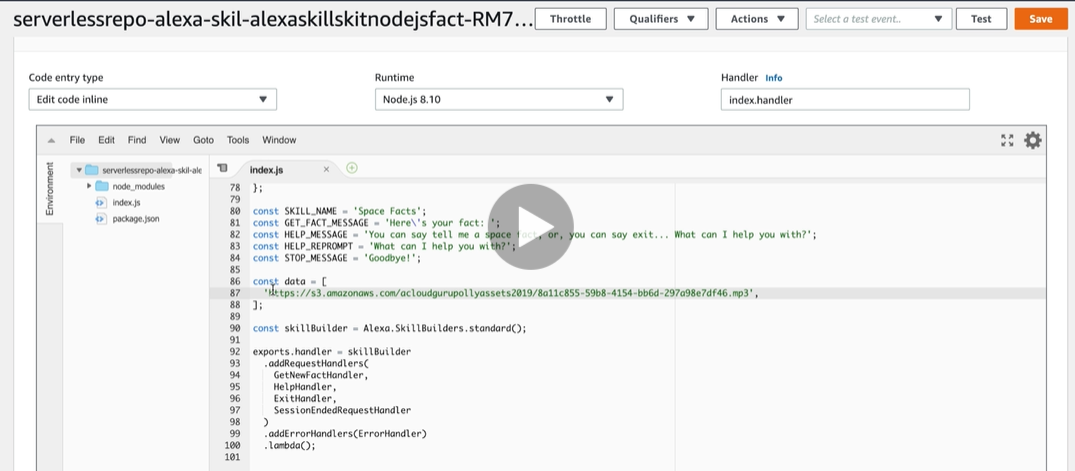 serverlessrepo-alexa-skil-alexaskillskitnodejsfact-RM7... Throttle Qualifiers Actions Select a test event.. Test Save
Code entry type Runtime Handler Info
Edit code inline Node.js 8.10 index.handler
File Edit Find View Goto Tools Window
Environment
serverlessrepo-alexa-skil-ale
node_modules
index.js
package.json
index.js
78 };
79
80 const SKILL_NAME = 'Space Facts';
81 const GET_FACT_MESSAGE = 'Here\'s your fact: ';
82 const HELP_MESSAGE = 'You can say tell me a space fact, or, you can say exit... What can I help you with?';
83 const HELP_REPROMPT = 'What can I help you with?';
84 const STOP_MESSAGE = 'Goodbye!';
85
86 const data = [
87 'https://s3.amazonaws.com/acloudgurupollyassets2019/8a11c855-59b8-4154-bb6d-297a98e7df46.mp3',
88 ];
89
90 const skillBuilder = Alexa.SkillBuilders.standard();
91
92 exports.handler = skillBuilder
93 .addRequestHandlers(
94 GetNewFactHandler,
95 HelpHandler,
96 ExitHandler,
97 SessionEndedRequestHandler
98 )
99 .addErrorHandlers(ErrorHandler)
100 .lambda();
101